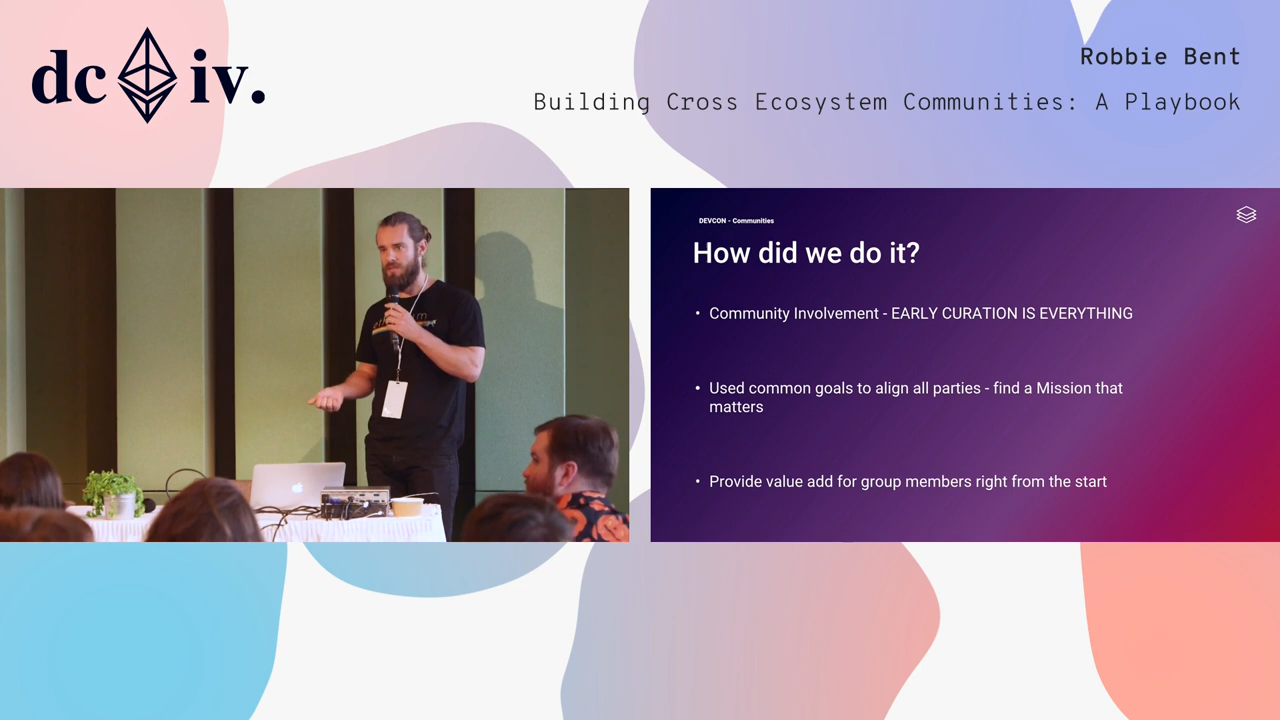 dc iv.
Robbie Bent
Building Cross Ecosystem Communities: A Playbook
DEVCON - Communities
How did we do it?
• Community Involvement - EARLY CURATION IS EVERYTHING
• Used common goals to align all parties - find a Mission that
matters
• Provide value add for group members right from the start